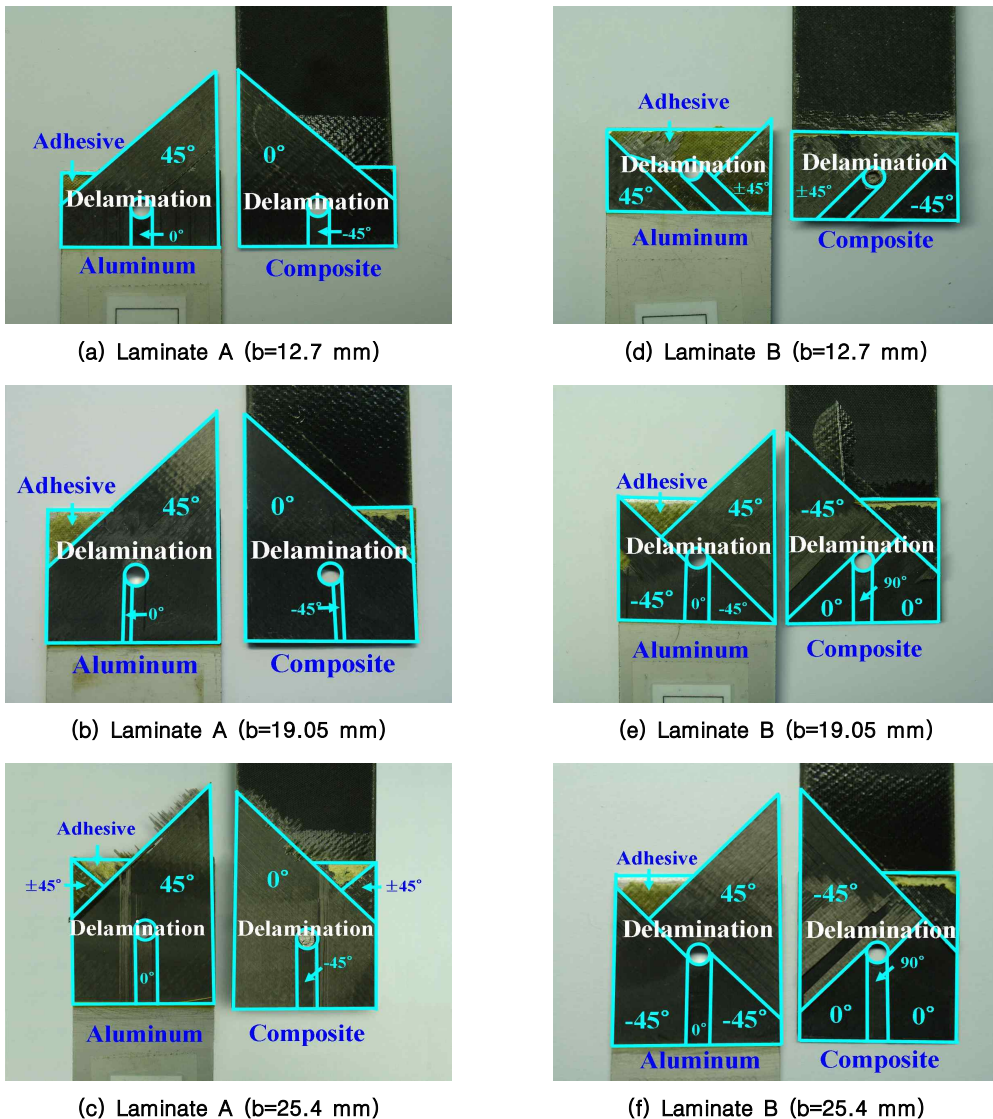 Adhesive
45°
0°
Delamination
Delamination
0°
-45°
Aluminum
Composite
(a) Laminate A (b=12.7 mm)
Adhesive
Delamination
Delamination
45°
±45°
±45°
-45°
Aluminum
Composite
(d) Laminate B (b=12.7 mm)
Adhesive
45°
0°
Delamination
Delamination
0°
-45°
Aluminum
Composite
(b) Laminate A (b=19.05 mm)
Adhesive
45°
-45°
Delamination
Delamination
-45°
0°
-45°
0°
90°
0°
Aluminum
Composite
(e) Laminate B (b=19.05 mm)
Adhesive
±45°
45°
0°
±45°
Delamination
Delamination
0°
-45°
Aluminum
Composite
(c) Laminate A (b=25.4 mm)
Adhesive
45°
-45°
Delamination
Delamination
-45°
0°
-45°
0°
90°
0°
Aluminum
Composite
(f) Laminate B (b=25.4 mm)